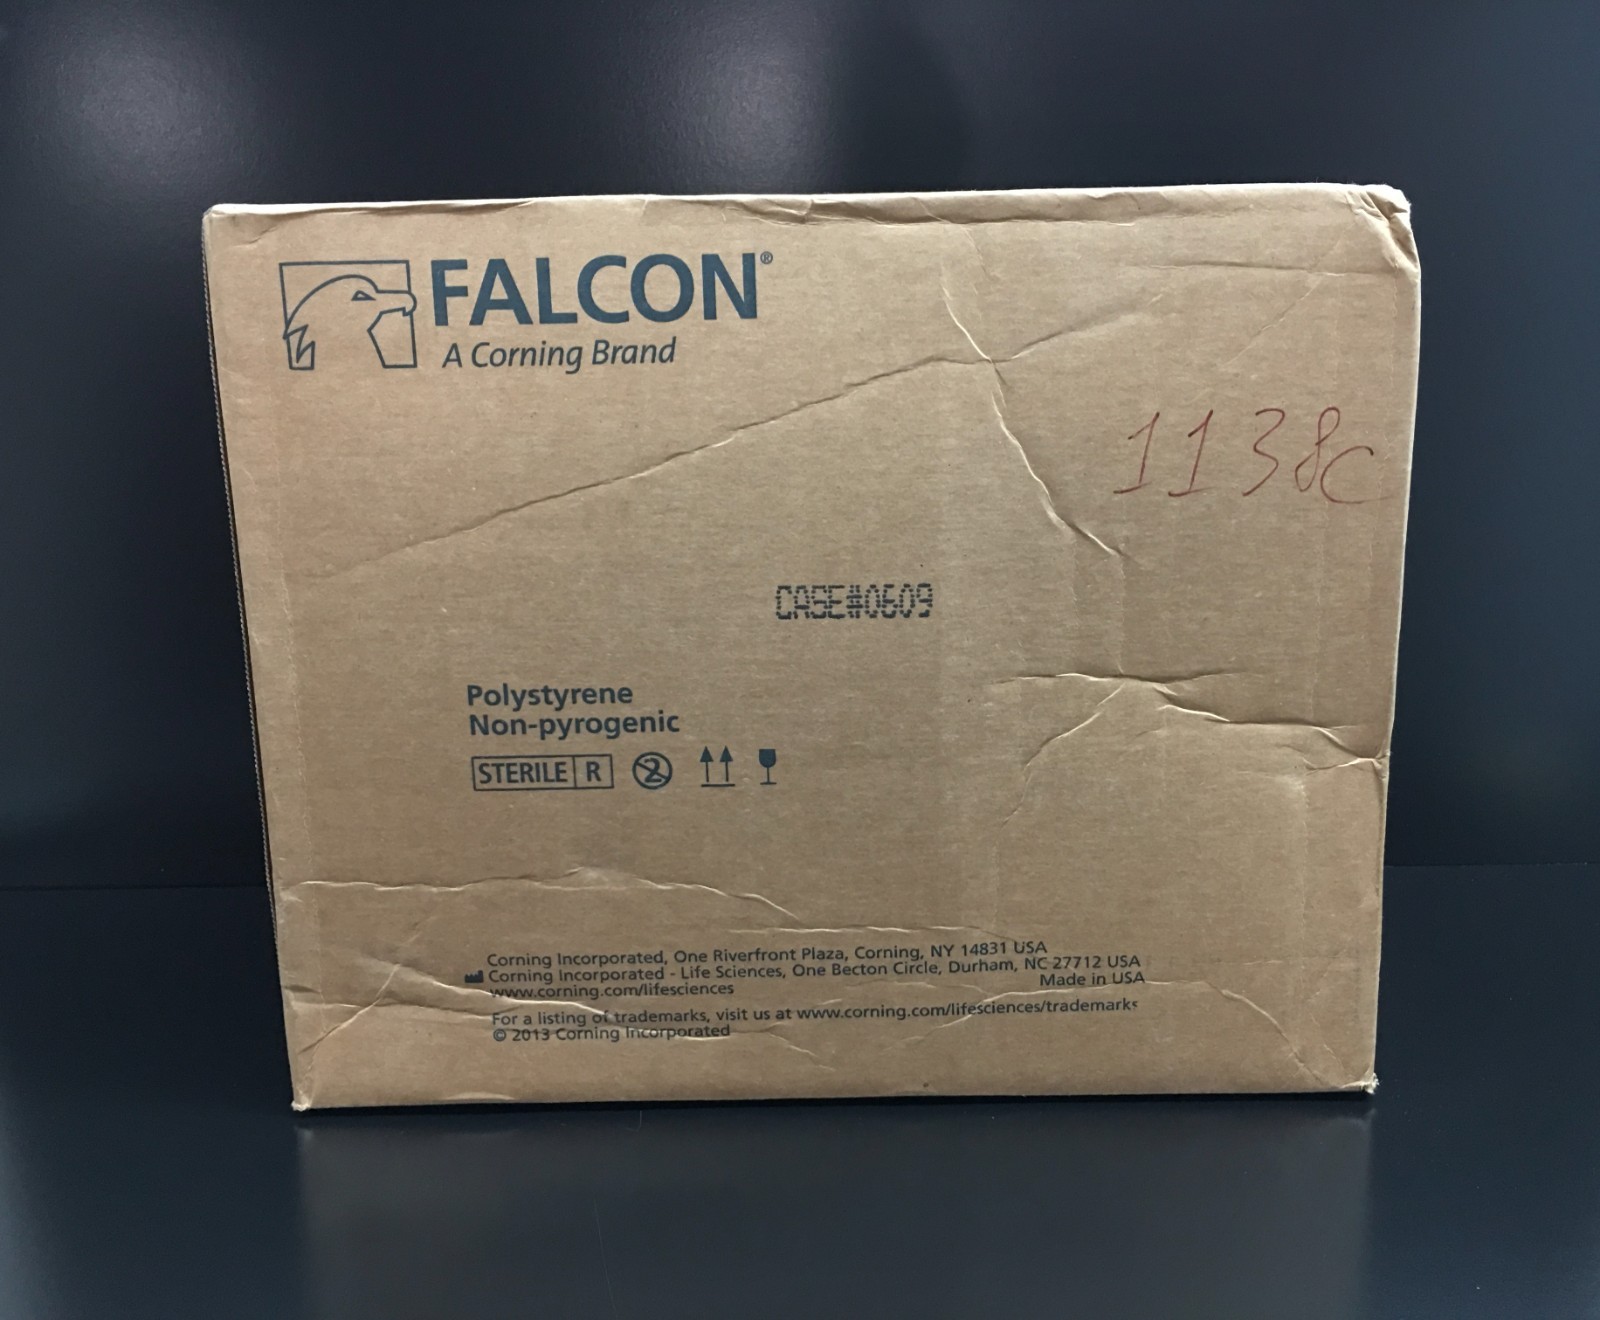 FALCON®
A Corning Brand
1138c
CASE#0609
Polystyrene
Non-pyrogenic
STERILE R
2
Corning Incorporated, One Riverfront Plaza, Corning, NY 14831 USA
Corning Incorporated - Life Sciences, One Becton Circle, Durham, NC 27712 USA
www.corning.com/lifesciences Made in USA
For a listing of trademarks, visit us at www.corning.com/lifesciences/trademarks
© 2013 Corning Incorporated